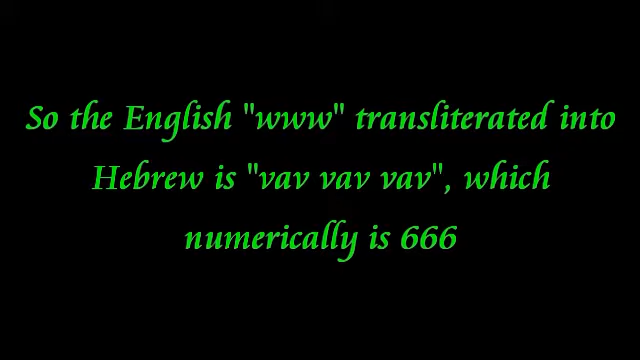 So the English "www" transliterated into
Hebrew is "vav vav vav", which
numerically is 666